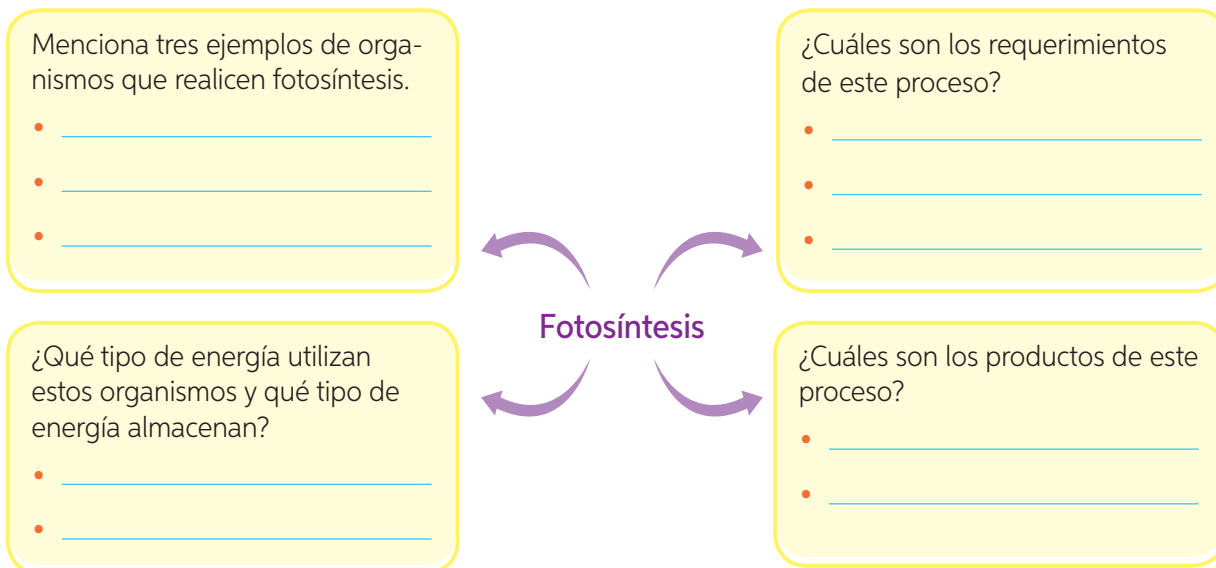 Menciona tres ejemplos de orga-
nismos que realicen fotosíntesis.
¿Cuáles son los requerimientos
de este proceso?
Fotosíntesis
¿Qué tipo de energía utilizan
estos organismos y qué tipo de
energía almacenan?
¿Cuáles son los productos de este
proceso?